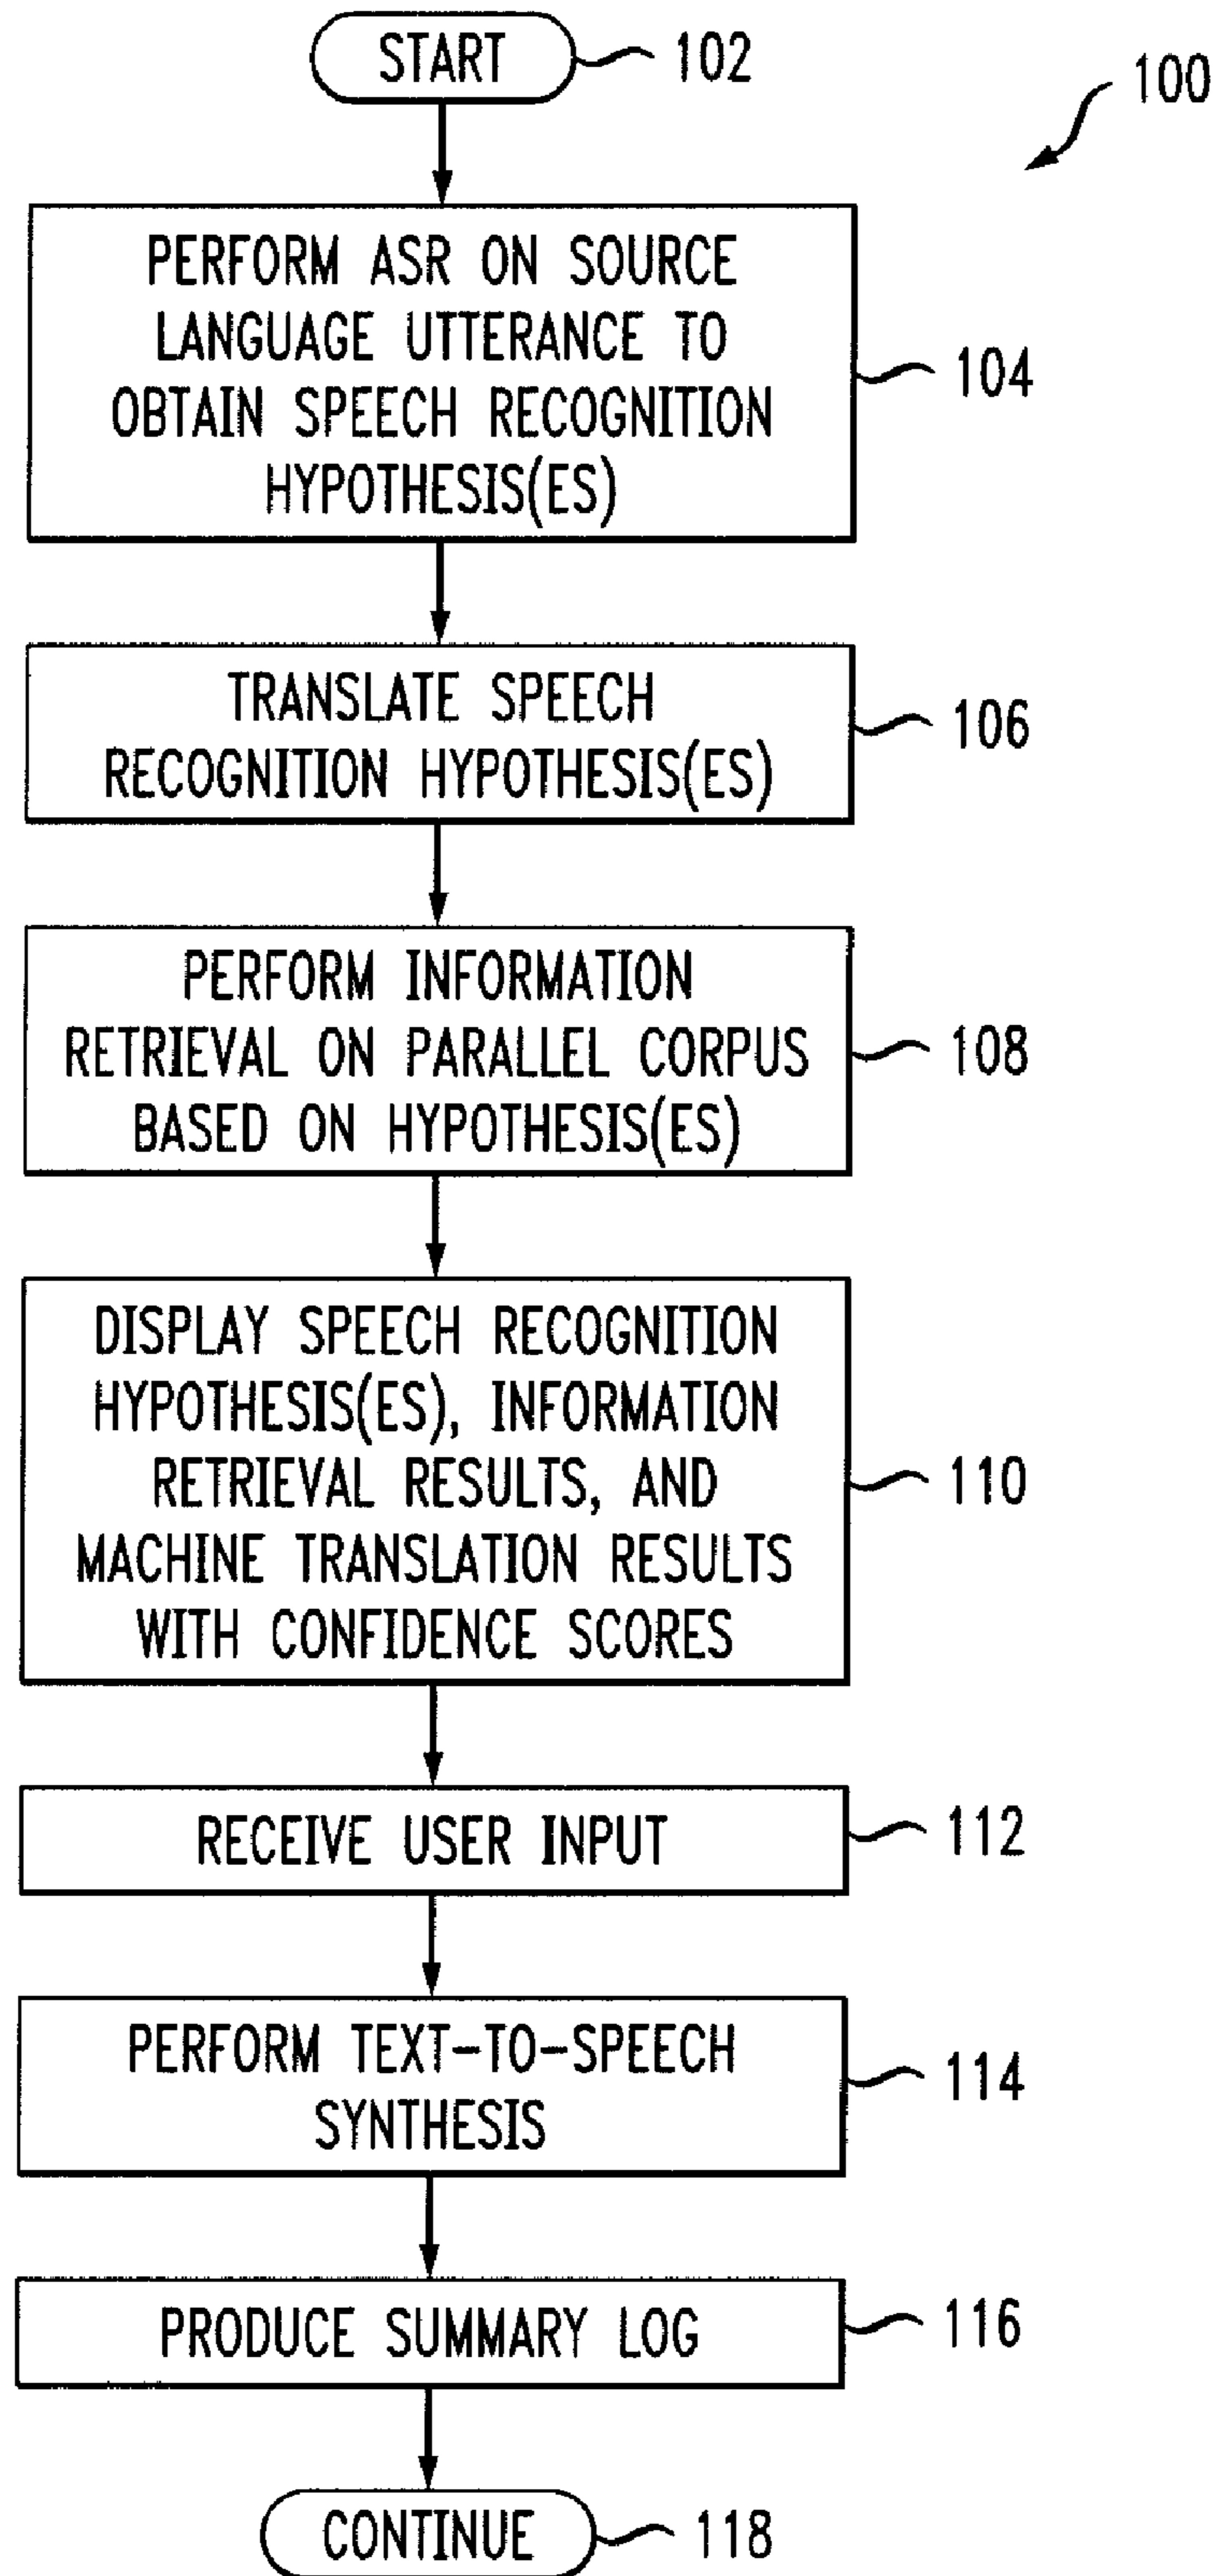 START
102
100
PERFORM ASR ON SOURCE
LANGUAGE UTTERANCE TO
OBTAIN SPEECH RECOGNITION
HYPOTHESIS(ES)
104
TRANSLATE SPEECH
RECOGNITION HYPOTHESIS(ES)
106
PERFORM INFORMATION
RETRIEVAL ON PARALLEL CORPUS
BASED ON HYPOTHESIS(ES)
108
DISPLAY SPEECH RECOGNITION
HYPOTHESIS(ES), INFORMATION
RETRIEVAL RESULTS, AND
MACHINE TRANSLATION RESULTS
WITH CONFIDENCE SCORES
110
RECEIVE USER INPUT
112
PERFORM TEXT-TO-SPEECH
SYNTHESIS
114
PRODUCE SUMMARY LOG
116
CONTINUE
118